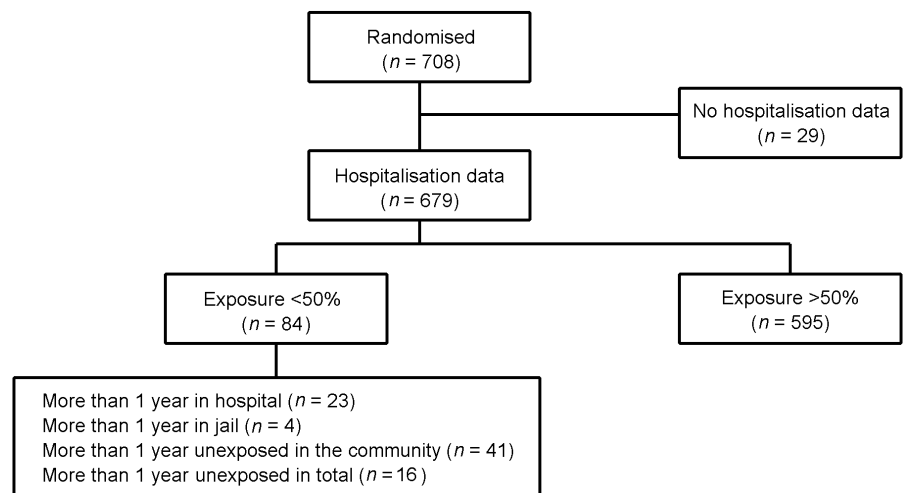 Randomised
(n = 708)
No hospitalisation data
(n = 29)
Hospitalisation data
(n = 679)
Exposure <50%
(n = 84)
Exposure >50%
(n = 595)
More than 1 year in hospital (n = 23)
More than 1 year in jail (n = 4)
More than 1 year unexposed in the community (n = 41)
More than 1 year unexposed in total (n = 16)